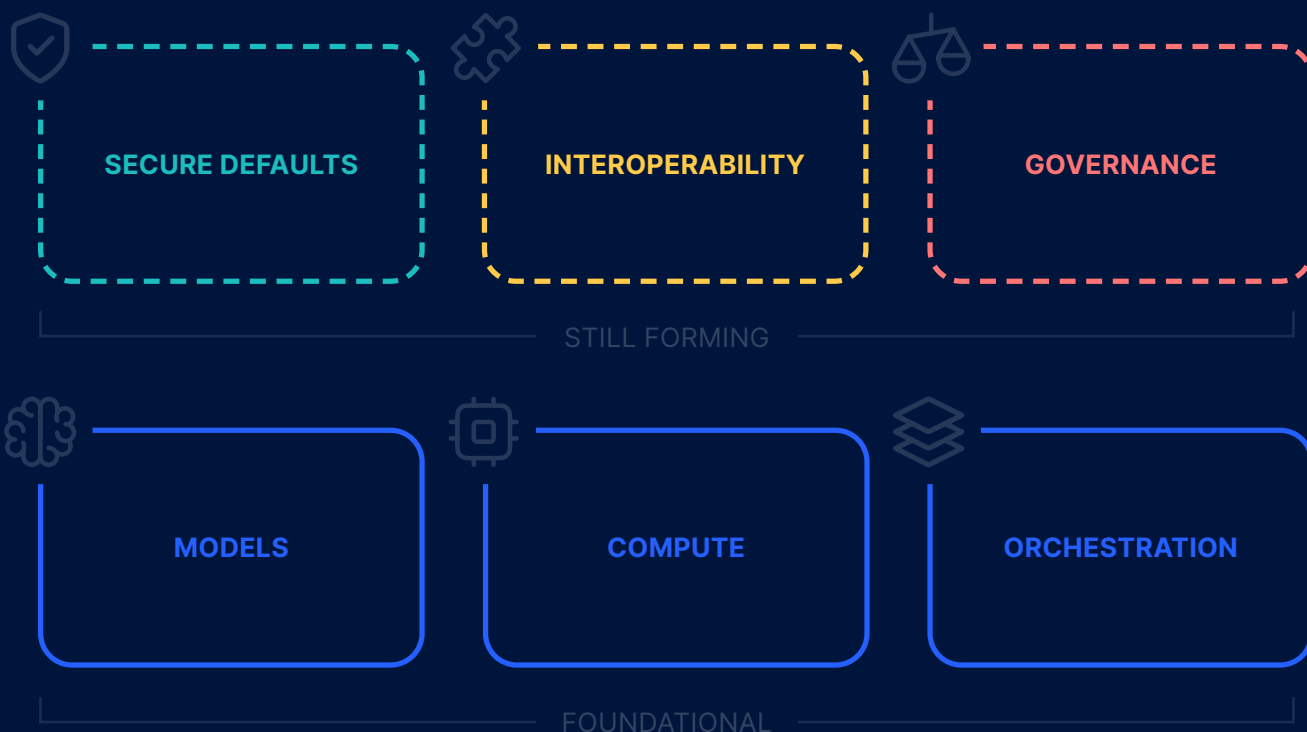 SECURE DEFAULTS
INTEROPERABILITY
GOVERNANCE
STILL FORMING
MODELS
COMPUTE
ORCHESTRATION
FOUNDATIONAL